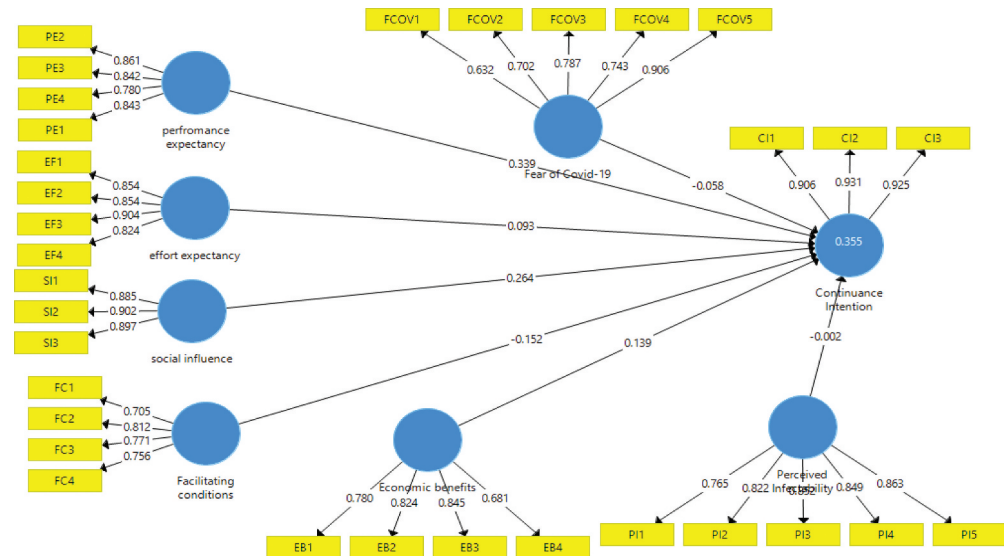 PE2
PE3
PE4
PE1
0.861
0.842
0.780
0.843
perfromance
expectancy
EF1
EF2
EF3
EF4
0.854
0.854
0.904
0.824
effort expectancy
SI1
SI2
SI3
0.885
0.902
0.897
social influence
FC1
FC2
FC3
FC4
0.705
0.812
0.771
0.756
Facilitating
conditions
FCOV1 FCOV2 FCOV3 FCOV4 FCOV5
0.632 0.702 0.787 0.743 0.906
Fear of Covid-19
0.339
-0.058
0.093
0.264
-0.152
0.139
-0.002
CI1 CI2 CI3
0.906 0.931 0.925
0.355
Continuance
Intention
Economic benefits
0.780 0.824 0.845 0.681
EB1 EB2 EB3 EB4
Perceived
Infectability
0.765 0.822 0.849 0.863
PI1 PI2 PI3 PI4 PI5